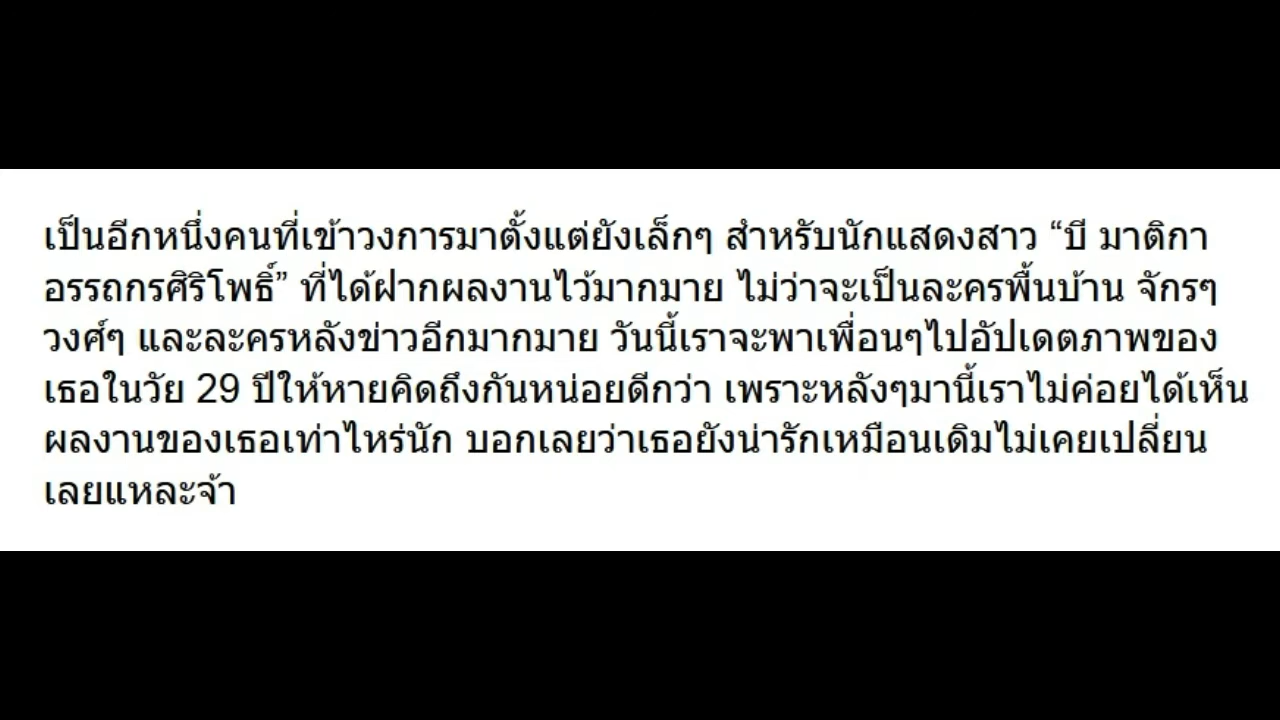 เป็นอีกหนึ่งคนที่เข้าวงการมาตั้งแต่ยังเล็กๆ สำหรับนักแสดงสาว “บี มาติกา
อรรถกรศิริโพธิ์” ที่ได้ฝากผลงานไว้มากมาย ไม่ว่าจะเป็นละครพื้นบ้าน จักรๆ
วงศ์ๆ และละครหลังข่าวอีกมากมาย วันนี้เราจะพาเพื่อนๆไปอัปเดตภาพของ
เธอในวัย 29 ปีให้หายคิดถึงกันหน่อยดีกว่า เพราะหลังๆมานี้เราไม่ค่อยได้เห็น
ผลงานของเธอเท่าไหร่นัก บอกเลยว่าเธอยังน่ารักเหมือนเดิมไม่เคยเปลี่ยน
เลยแหละจ้า